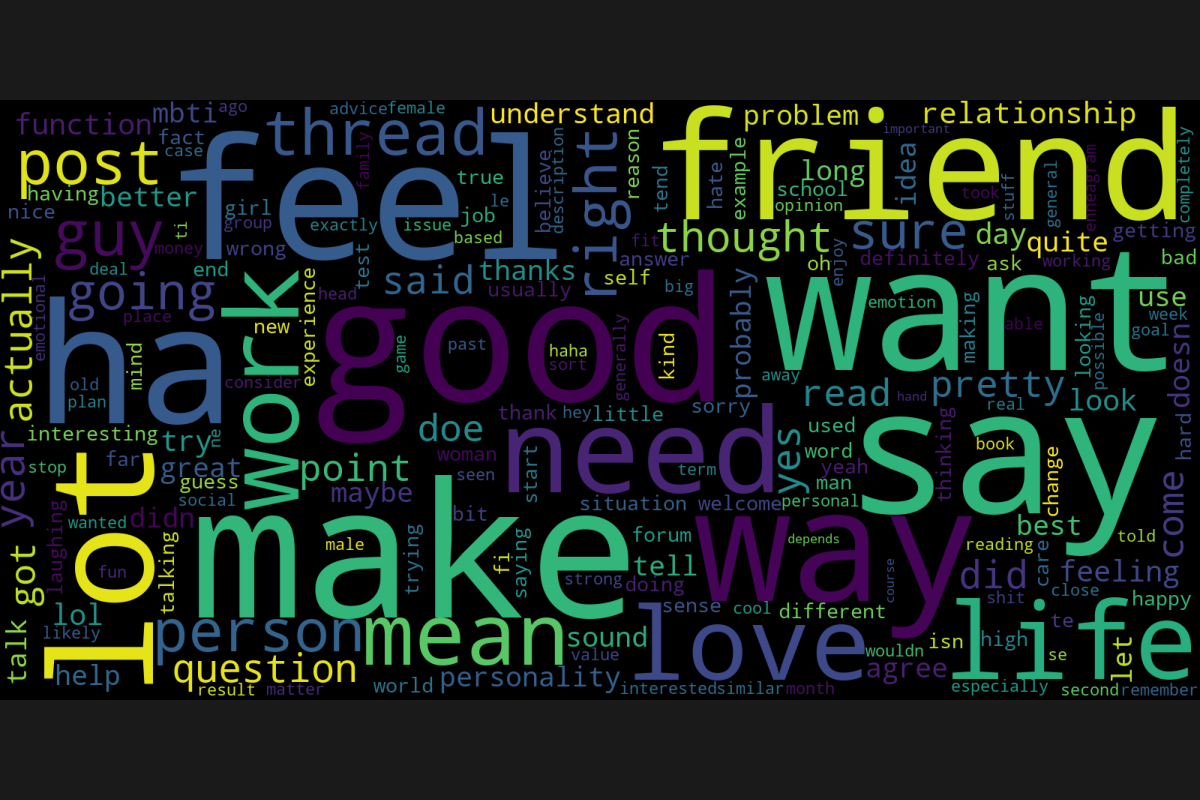 function
mbti
ago
advice
female
understand
problem
relationship
important
fact
case
thread
post
feel
friend
having
better
family
true
believe
description
right
reason
tend
hate
example
long
school
opinion
idea
took
stuff
general
enneagram
completely
nice
girl
group
exactly
issue
le
job
based
guy
ti
money
wrong
test
said
thanks
usually
fit
answer
self
big
thought
sure
day
quite
getting
oh
enjoy
definitely
ask
working
bad
actually
emotional
deal
end
going
place
work
experience
head
new
ha
good
want
probably
emotion
making
able
looking
possible
use
week
goal
doesn
old
plan
mind
consider
game
past
haha
sort
generally
kind
away
read
pretty
hand
real
look
hard
interesting
try
ne
doe
thank
hey
little
sorry
need
yes
used
word
yeah
man
say
thinking
book
change
come
year
stop
far
great
guess
social
point
maybe
woman
seen
start
term
situation
welcome
personal
lot
wanted
didn
laughing
fun
talking
make
male
trying
bit
fi
saying
forum
tell
strong
doing
way
depends
course
best
reading
did
care
told
feeling
close
shit
got
talk
lol
likely
help
person
mean
sound
love
sense
cool
different
wouldn
agree
isn
high
life
te
se
let
happy
question
result
matter
world
personality
value
interested
similar
month
especially
second
remember